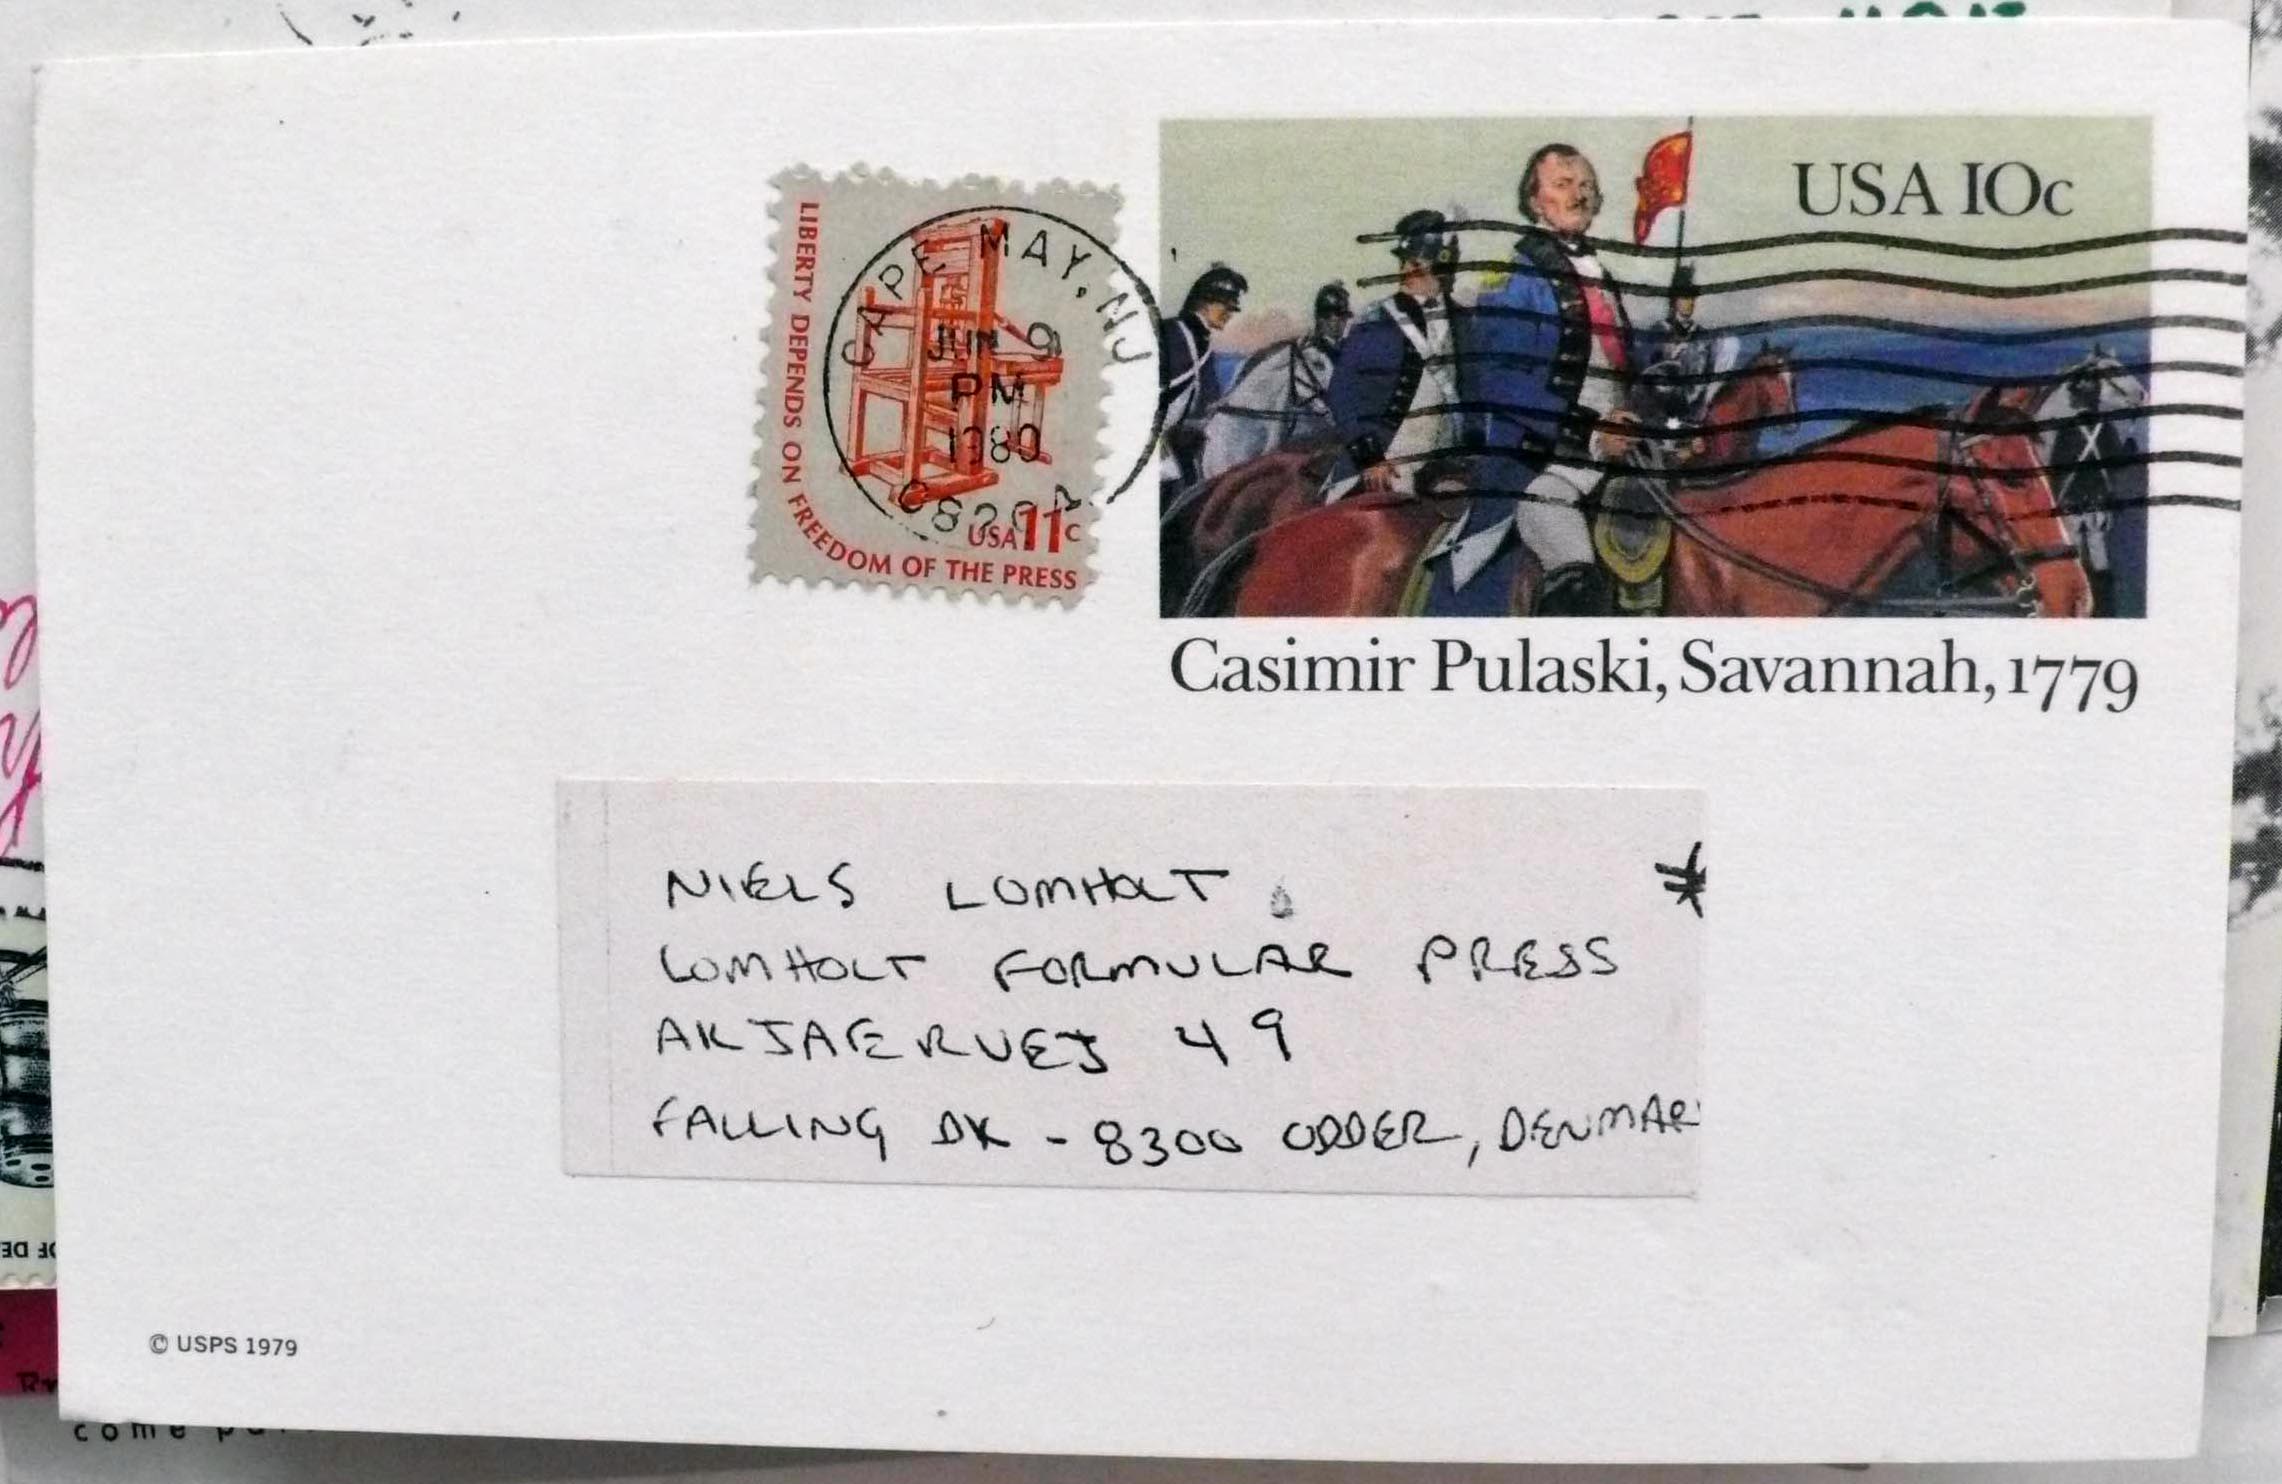 LIBERTY DEPENDS ON FREEDOM OF THE PRESS
USA 11c
CAPE MAY, NJ
JUN 9
PM
1980
USA 10c
Casimir Pulaski, Savannah, 1779
NIELS LOMHOLT
LOMHOLT FORMULAR PRESS
AKJAERVEJ 49
FALLING DK - 8300 ODDER, DENMAR
© USPS 1979
come